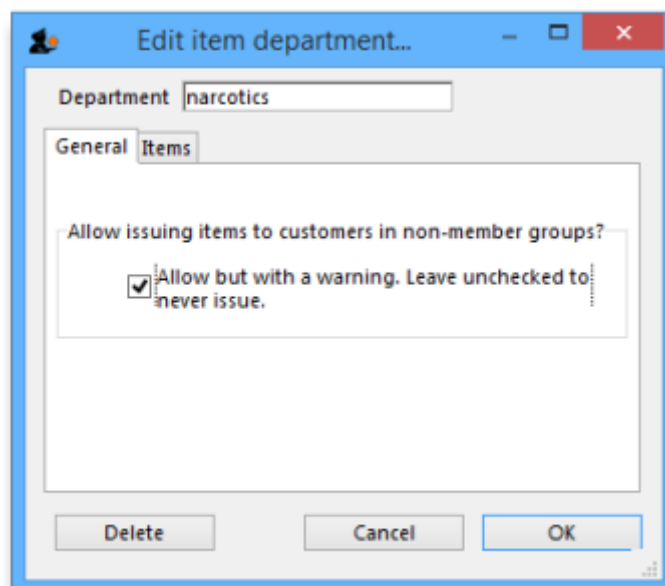 Edit item department...
Department narcotics
General Items
Allow issuing items to customers in non-member groups?
Allow but with a warning. Leave unchecked to
never issue.
Delete Cancel OK